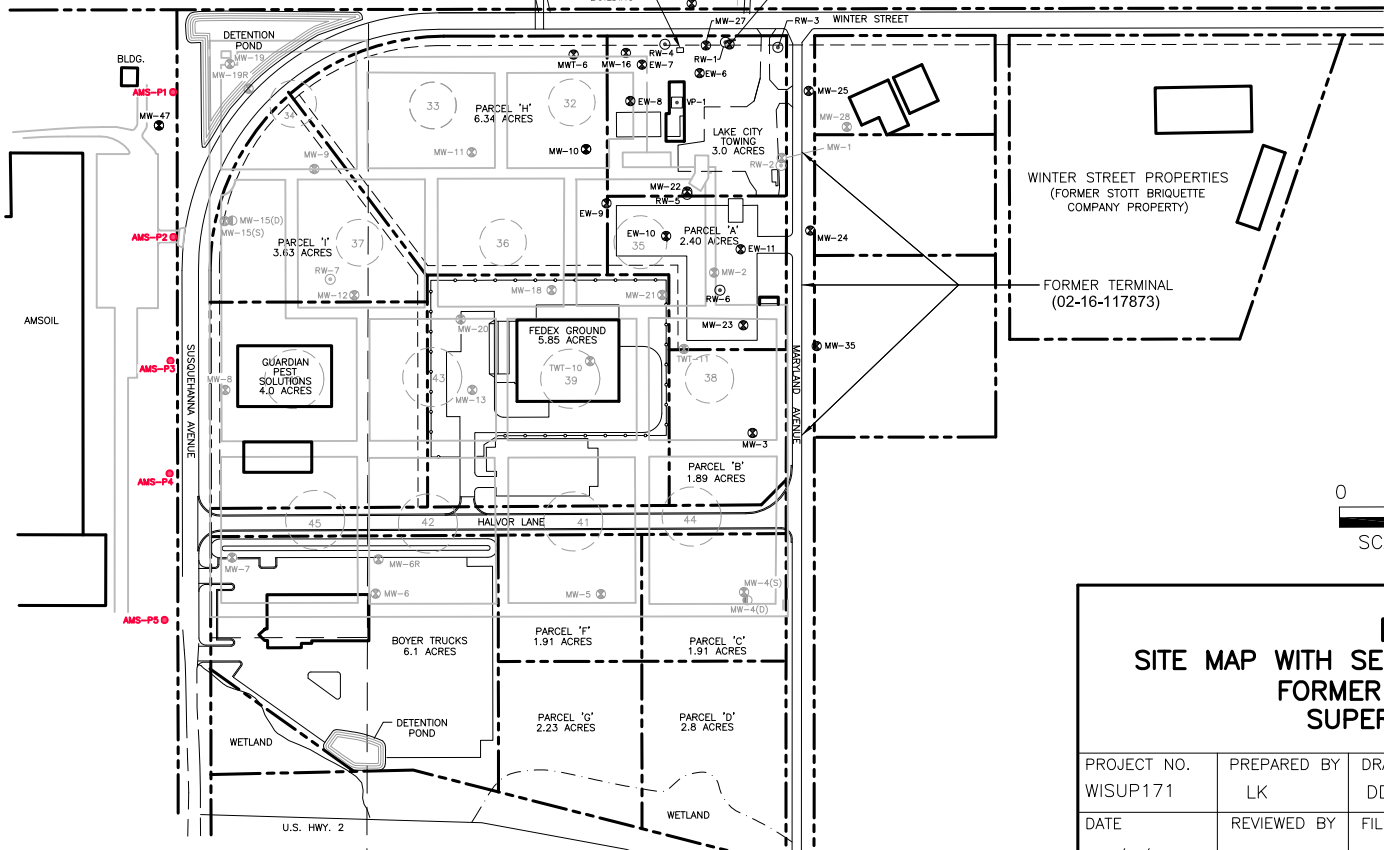 BUILDING
WINTER STREET
MW-27
RW-3
DETENTION
POND
MW-19
MW-19R
BLDG.
AMS-P1
MW-47
RW-4
RW-1
MWT-6
MW-16
EW-7
EW-6
EW-8
VP-1
MW-25
MW-28
34
33
32
PARCEL 'H'
6.34 ACRES
LAKE CITY
TOWING
3.0 ACRES
MW-9
MW-11
MW-10
RW-2
MW-1
WINTER STREET PROPERTIES
(FORMER STOTT BRIQUETTE
COMPANY PROPERTY)
MW-22
RW-5
EW-9
MW-15(D)
MW-15(S)
AMS-P2
PARCEL 'I'
3.63 ACRES
37
36
35
EW-10
PARCEL 'A'
2.40 ACRES
EW-11
MW-24
RW-7
MW-12
MW-18
MW-21
MW-2
RW-6
FORMER TERMINAL
(02-16-117873)
AMSOIL
MW-20
FEDEX GROUND
5.85 ACRES
MW-23
TWT-11
MW-35
AMS-P3
SUSQUEHANNA AVENUE
MARYLAND AVENUE
GUARDIAN
PEST
SOLUTIONS
4.0 ACRES
MW-8
43
MW-13
TWT-10
39
38
MW-3
AMS-P4
PARCEL 'B'
1.89 ACRES
0
45
42
HALVOR LANE
41
44
SC
MW-7
MW-6R
MW-6
MW-5
MW-4(S)
MW-4(D)
AMS-P5
BOYER TRUCKS
6.1 ACRES
PARCEL 'F'
1.91 ACRES
PARCEL 'C'
1.91 ACRES
SITE MAP WITH SE
FORMER
SUPER
PARCEL 'G'
2.23 ACRES
PARCEL 'D'
2.8 ACRES
DETENTION
POND
WETLAND
WETLAND
U.S. HWY. 2
PROJECT NO.
WISUP171
PREPARED BY
LK
DRA
DD
DATE
REVIEWED BY
FIL